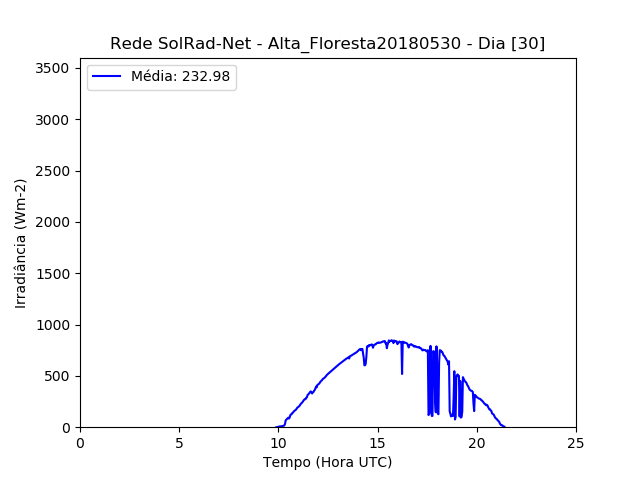 Rede SolRad-Net - Alta_Floresta20180530 - Dia [30]
Média: 232.98
3500
3000
2500
2000
1500
1000
500
0
Irradiância (Wm-2)
0 5 10 15 20 25
Tempo (Hora UTC)